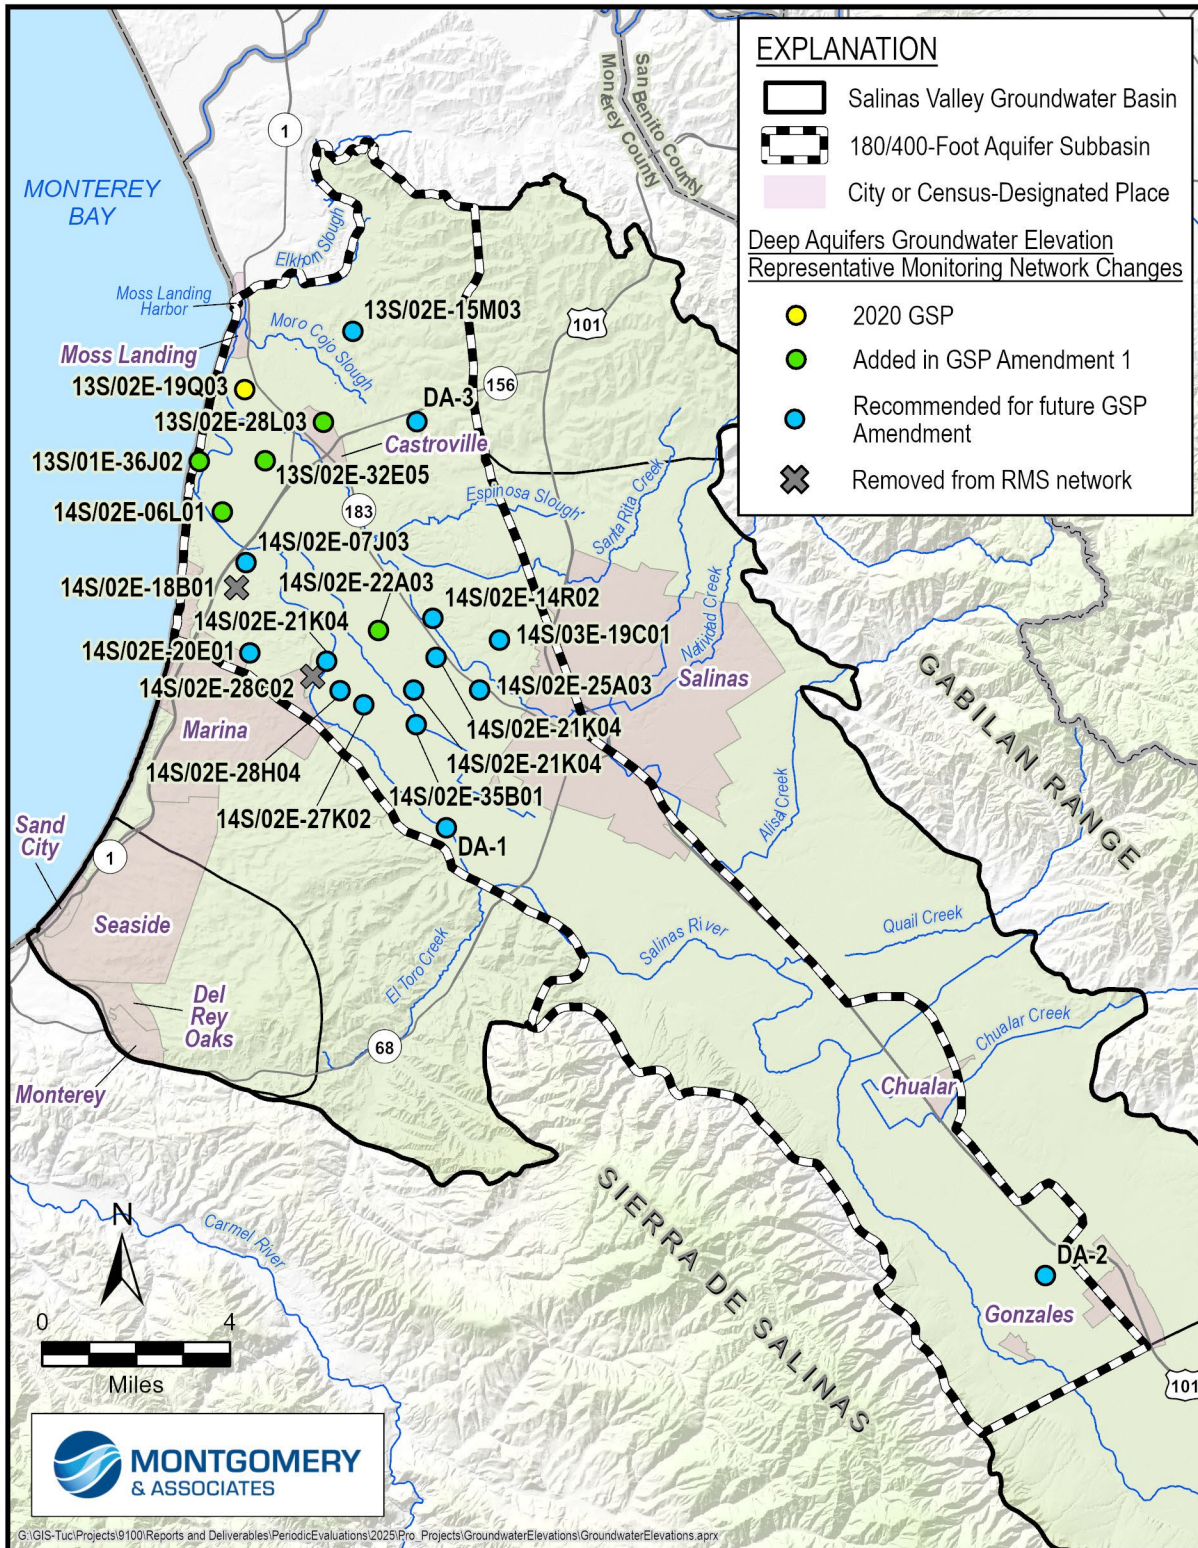 EXPLANATION
Salinas Valley Groundwater Basin
180/400-Foot Aquifer Subbasin
City or Census-Designated Place
Deep Aquifers Groundwater Elevation
Representative Monitoring Network Changes
2020 GSP
Added in GSP Amendment 1
Recommended for future GSP
Amendment
Removed from RMS network
San Benito County
Monterey County
1
MONTEREY
BAY
Elkhorn Slough
Moss Landing
Harbor
13S/02E-15M03
Moro Cojo Slough
101
Moss Landing
13S/02E-19Q03
156
DA-3
13S/02E-28L03
Castroville
13S/01E-36J02
13S/02E-32E05
Espinosa Slough
Santa Rita Creek
14S/02E-06L01
183
14S/02E-07J03
14S/02E-18B01
14S/02E-22A03
14S/02E-14R02
Natividad Creek
14S/02E-21K04
14S/03E-19C01
14S/02E-20E01
Salinas
GABILAN RANGE
14S/02E-28C02
14S/02E-25A03
Marina
14S/02E-21K04
14S/02E-28H04
14S/02E-21K04
14S/02E-35B01
14S/02E-27K02
Alisal Creek
Sand
City
1
DA-1
Seaside
Quail Creek
Salinas River
El Toro Creek
Del
Rey
Oaks
Chualar Creek
68
Monterey
Chualar
SIERRA DE SALINAS
Carmel River
N
DA-2
Gonzales
0 4
Miles
101
MONTGOMERY
& ASSOCIATES
G:\GIS-Tuc\Projects\9100\Reports and Deliverables\PeriodicEvaluations\2025\Pro_Projects\GroundwaterElevations\GroundwaterElevations.aprx